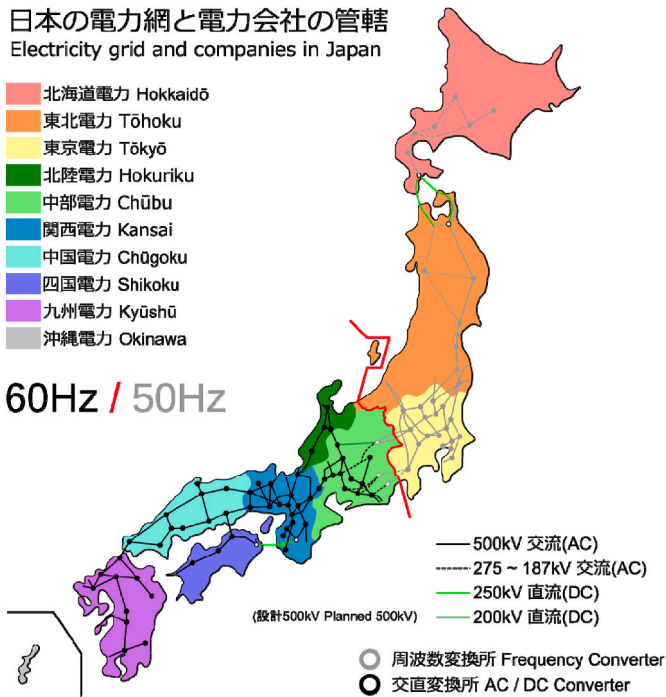 日本の電力網と電力会社の管轄
Electricity grid and companies in Japan
北海道電力 Hokkaidō
東北電力 Tōhoku
東京電力 Tōkyō
北陸電力 Hokuriku
中部電力 Chūbu
関西電力 Kansai
中国電力 Chūgoku
四国電力 Shikoku
九州電力 Kyūshū
沖縄電力 Okinawa
60Hz / 50Hz
500kV 交流(AC)
275 ~ 187kV 交流(AC)
250kV 直流(DC)
200kV 直流(DC)
(設計500kV Planned 500kV)
周波数変換所 Frequency Converter
交直変換所 AC / DC Converter